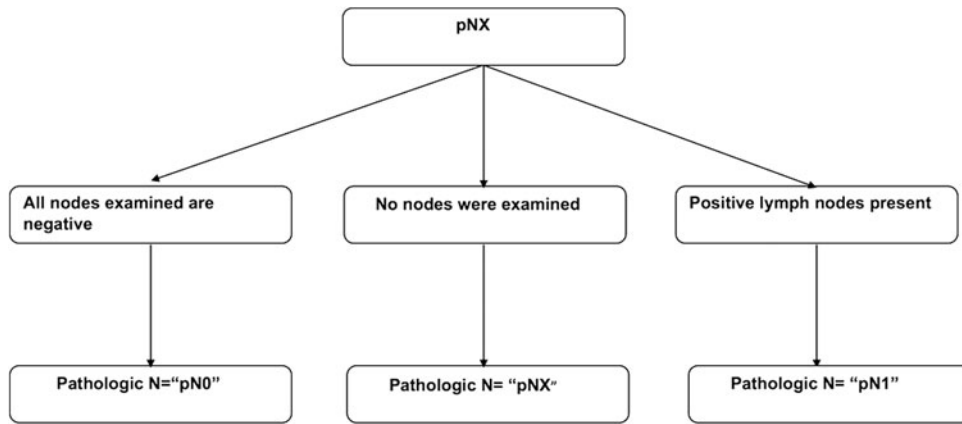 pNX
All nodes examined are
negative
No nodes were examined
Positive lymph nodes present
Pathologic N=“pN0”
Pathologic N= “pNX”
Pathologic N= “pN1”